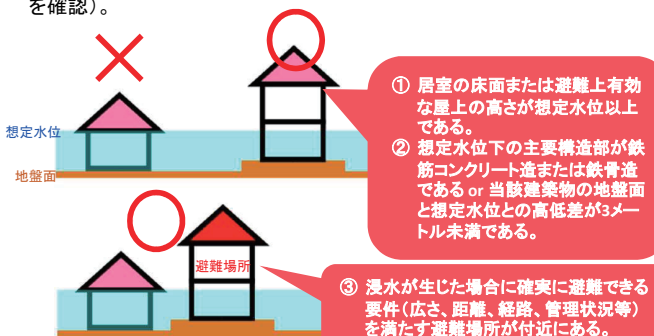 を確認）。
① 居室の床面または避難上有効
な屋上の高さが想定水位以上
である。
② 想定水位下の主要構造部が鉄
筋コンクリート造または鉄骨造
である or 当該建築物の地盤面
と想定水位との高低差が3メー
トル未満である。
想定水位
地盤面
避難場所
③ 浸水が生じた場合に確実に避難できる
要件（広さ、距離、経路、管理状況等）
を満たす避難場所が付近にある。